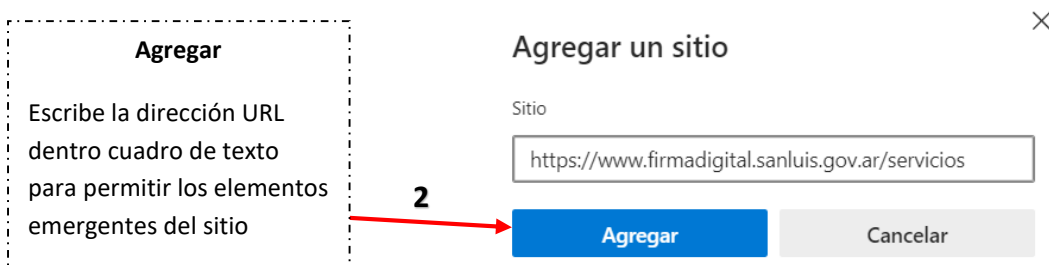 Agregar
Escribe la dirección URL
dentro cuadro de texto
para permitir los elementos
emergentes del sitio
2
Agregar un sitio
Sitio
https://www.firmadigital.sanluis.gov.ar/servicios
Agregar
Cancelar